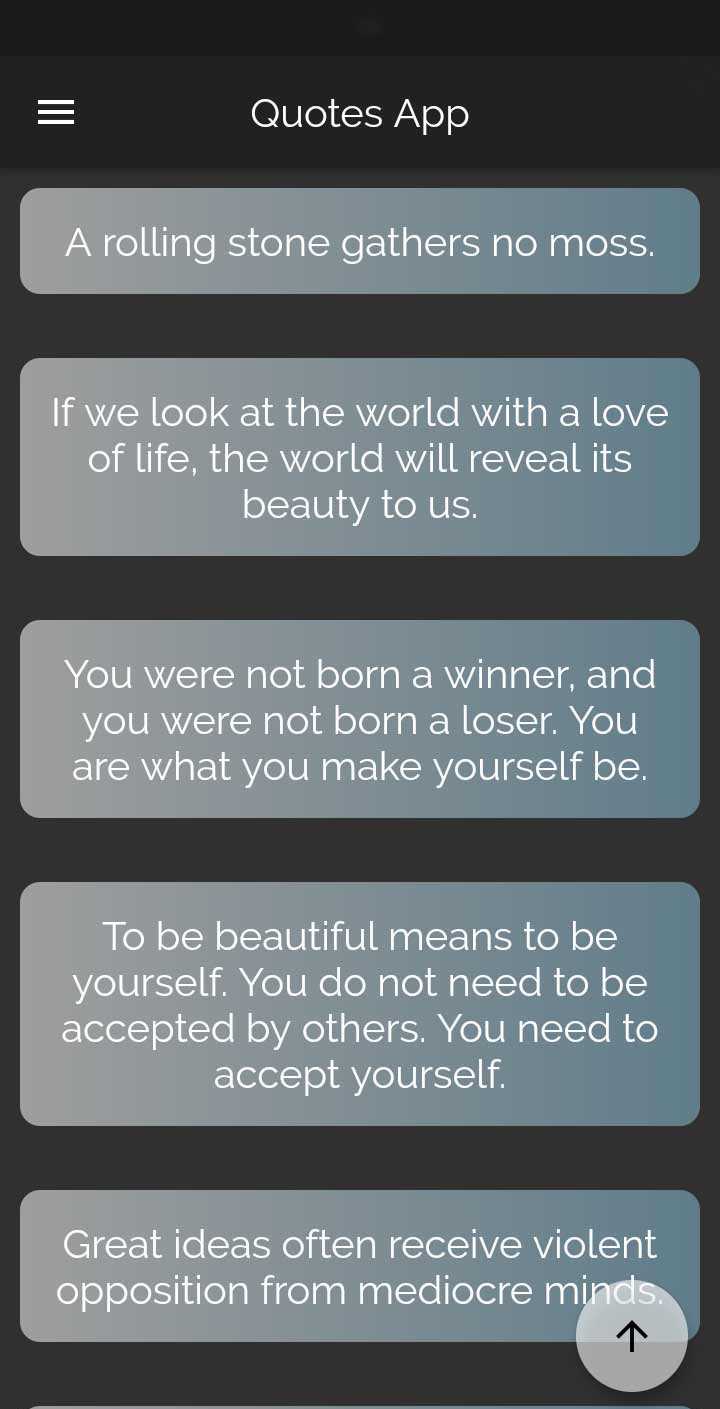 Quotes App
A rolling stone gathers no moss.
If we look at the world with a love
of life, the world will reveal its
beauty to us.
You were not born a winner, and
you were not born a loser. You
are what you make yourself be.
To be beautiful means to be
yourself. You do not need to be
accepted by others. You need to
accept yourself.
Great ideas often receive violent
opposition from mediocre minds.